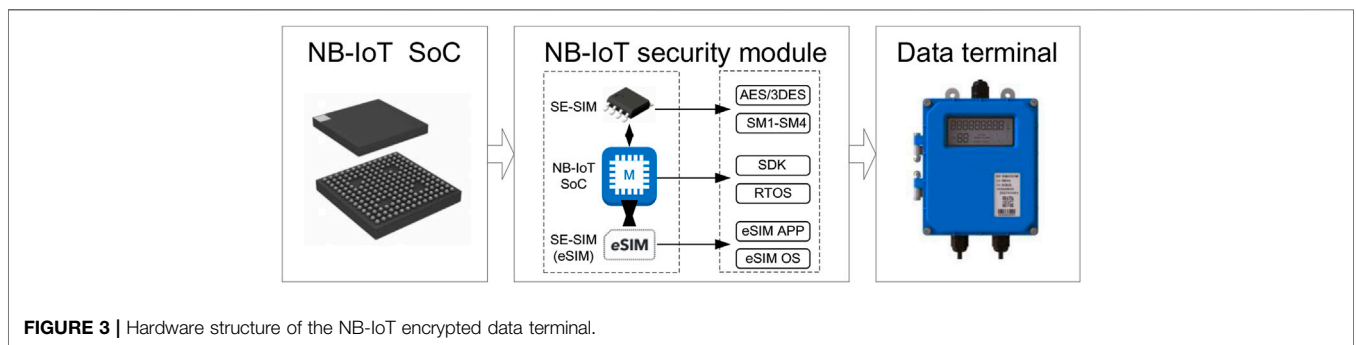 NB-IoT SoC
NB-IoT security module
SE-SIM
AES/3DES
SM1-SM4
NB-IoT
SoC
M
SDK
RTOS
SE-SIM
(eSIM)
eSIM
eSIM APP
eSIM OS
Data terminal
FIGURE 3 | Hardware structure of the NB-IoT encrypted data terminal.